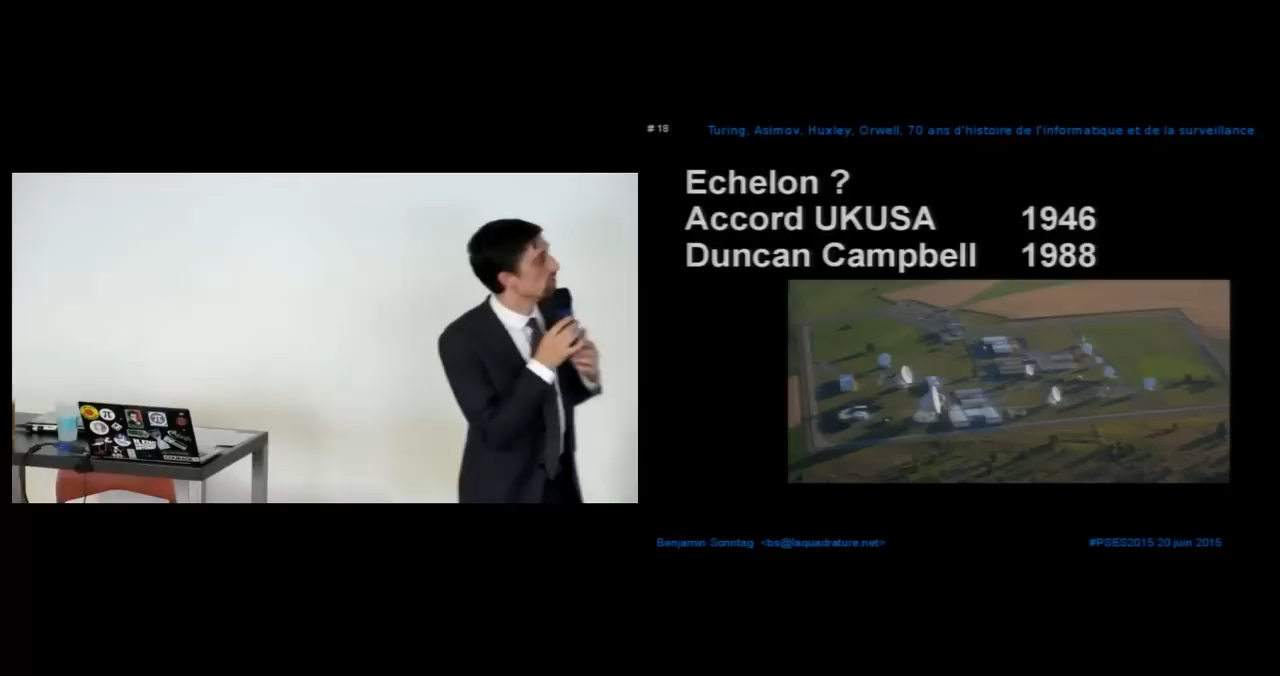 #18
Turing, Asimov, Huxley, Orwell. 70 ans d'histoire de l'informatique et de la surveillance
Echelon ?
Accord UKUSA 1946
Duncan Campbell 1988
Benjamin Sonntag <bs@laquadrature.net>
#PSES2015 20 juin 2015